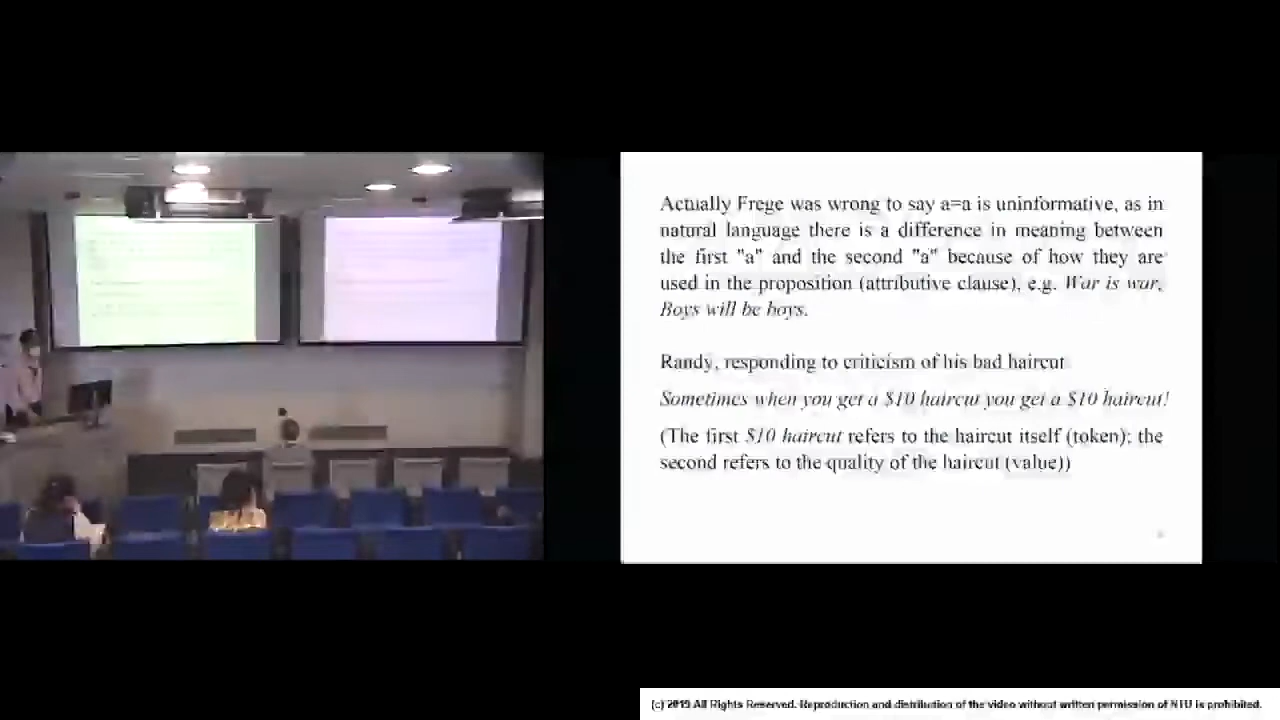 Actually Frege was wrong to say a=a is uninformative, as in
natural language there is a difference in meaning between
the first "a" and the second "a" because of how they are
used in the proposition (attributive clause), e.g. War is war,
Boys will be boys.
Randy, responding to criticism of his bad haircut
Sometimes when you get a $10 haircut you get a $10 haircut!
(The first $10 haircut refers to the haircut itself (token); the
second refers to the quality of the haircut (value))
(c) 2015 All Rights Reserved. Reproduction and distribution of the video without written permission of NTU is prohibited.